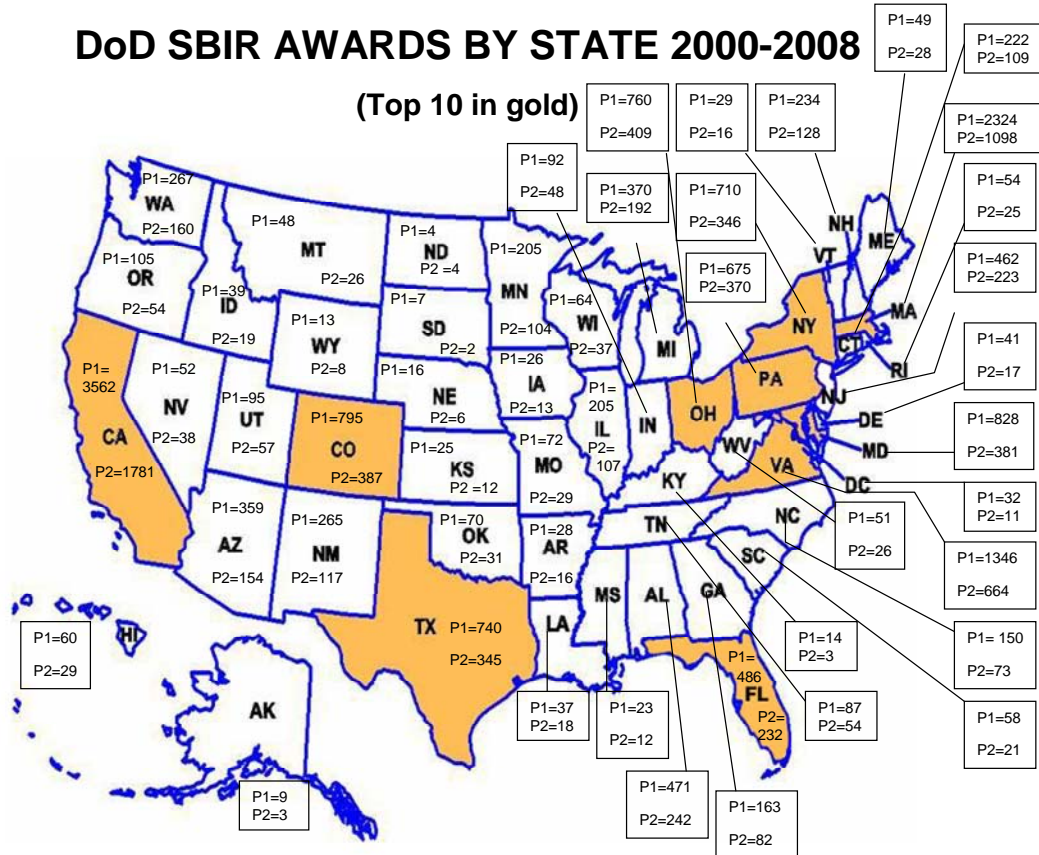 DoD SBIR AWARDS BY STATE 2000-2008
(Top 10 in gold)
P1=49
P2=28
P1=222
P2=109
P1=760
P2=409
P1=29
P2=16
P1=234
P2=128
P1=2324
P2=1098
P1=92
P2=48
P1=370
P2=192
P1=710
P2=346
P1=54
P2=25
P1=675
P2=370
P1=462
P2=223
P1=267
WA
P2=160
P1=105
OR
P2=54
P1=39
ID
P2=19
P1=48
MT
P2=26
P1=4
ND
P2 =4
P1=205
MN
P2=104
P1=7
SD
P2=2
P1=64
WI
P2=37
MI
NH
VT
ME
NY
MA
CT
RI
P1=13
WY
P2=8
P1=16
NE
P2=6
P1=26
IA
P2=13
PA
NJ
P1=41
P2=17
P1=
3562
CA
P2=1781
P1=52
NV
P2=38
P1=95
UT
P2=57
P1=795
CO
P2=387
P1=25
KS
P2 =12
P1=72
MO
P2=29
P1=
205
IL
P2=
107
IN
OH
WV
VA
DE
MD
DC
P1=828
P2=381
KY
P1=32
P2=11
P1=359
AZ
P2=154
P1=265
NM
P2=117
P1=70
OK
P2=31
P1=28
AR
P2=16
TN
NC
SC
P1=51
P2=26
P1=1346
P2=664
TX
P1=740
P2=345
LA
MS
AL
GA
P1=
486
FL
P2=
232
P1=60
P2=29
HI
AK
P1=9
P2=3
P1=14
P2=3
P1= 150
P2=73
P1=37
P2=18
P1=23
P2=12
P1=87
P2=54
P1=58
P2=21
P1=471
P2=242
P1=163
P2=82